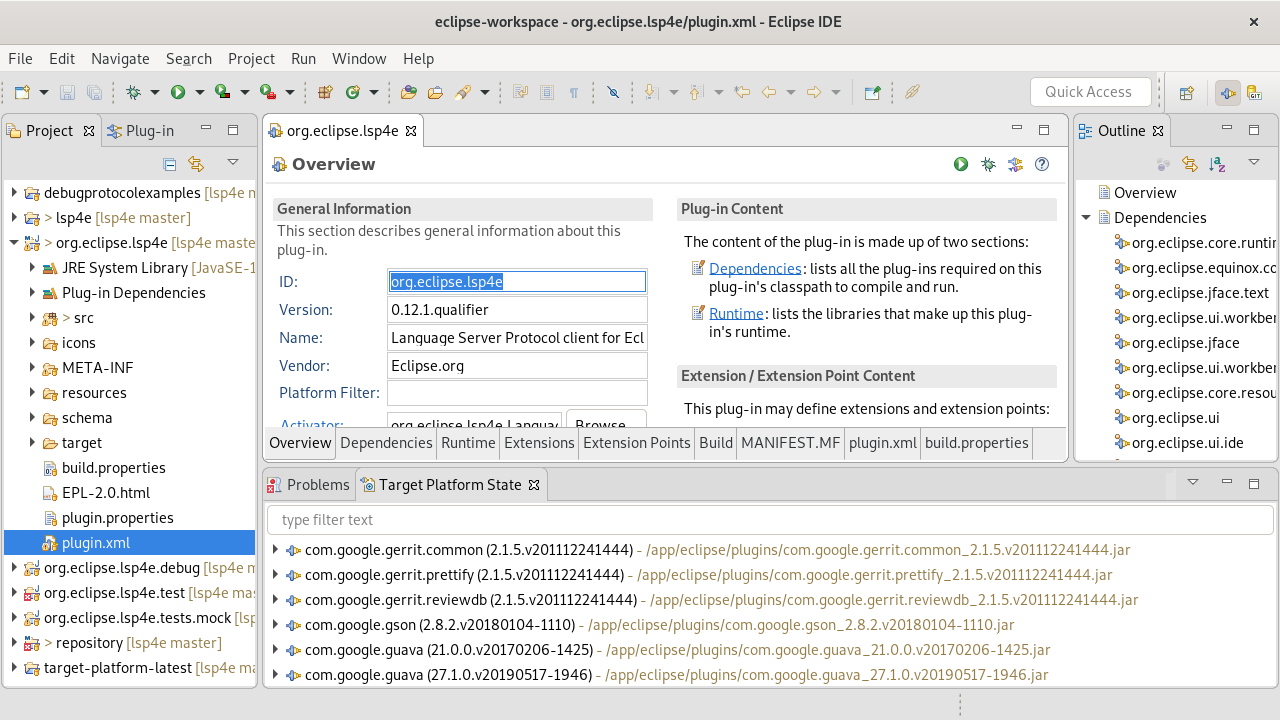 eclipse-workspace - org.eclipse.lsp4e/plugin.xml - Eclipse IDE
File Edit Navigate Search Project Run Window Help
Quick Access
Project
Plug-in
debugprotocolexamples [lsp4e m
> lsp4e [lsp4e master]
> org.eclipse.lsp4e [lsp4e maste
JRE System Library [JavaSE-1
Plug-in Dependencies
> src
icons
META-INF
resources
schema
target
build.properties
EPL-2.0.html
plugin.properties
plugin.xml
org.eclipse.lsp4e.debug [lsp4e m
org.eclipse.lsp4e.test [lsp4e mas
org.eclipse.lsp4e.tests.mock [lsp
> repository [lsp4e master]
target-platform-latest [lsp4e ma
org.eclipse.lsp4e
Overview
General Information
This section describes general information about this
plug-in.
ID: org.eclipse.lsp4e
Version: 0.12.1.qualifier
Name: Language Server Protocol client for Ecl
Vendor: Eclipse.org
Platform Filter:
Activator: org.eclipse.lsp4e.Languag Browse...
Plug-in Content
The content of the plug-in is made up of two sections:
Dependencies: lists all the plug-ins required on this
plug-in's classpath to compile and run.
Runtime: lists the libraries that make up this plug-
in's runtime.
Extension / Extension Point Content
This plug-in may define extensions and extension points:
Overview Dependencies Runtime Extensions Extension Points Build MANIFEST.MF plugin.xml build.properties
Outline
Overview
Dependencies
org.eclipse.core.runtin
org.eclipse.equinox.co
org.eclipse.jface.text
org.eclipse.ui.workben
org.eclipse.jface
org.eclipse.ui.workben
org.eclipse.core.resou
org.eclipse.ui
org.eclipse.ui.ide
Problems
Target Platform State
type filter text
com.google.gerrit.common (2.1.5.v201112241444) - /app/eclipse/plugins/com.google.gerrit.common_2.1.5.v201112241444.jar
com.google.gerrit.prettify (2.1.5.v201112241444) - /app/eclipse/plugins/com.google.gerrit.prettify_2.1.5.v201112241444.jar
com.google.gerrit.reviewdb (2.1.5.v201112241444) - /app/eclipse/plugins/com.google.gerrit.reviewdb_2.1.5.v201112241444.jar
com.google.gson (2.8.2.v20180104-1110) - /app/eclipse/plugins/com.google.gson_2.8.2.v20180104-1110.jar
com.google.guava (21.0.0.v20170206-1425) - /app/eclipse/plugins/com.google.guava_21.0.0.v20170206-1425.jar
com.google.guava (27.1.0.v20190517-1946) - /app/eclipse/plugins/com.google.guava_27.1.0.v20190517-1946.jar